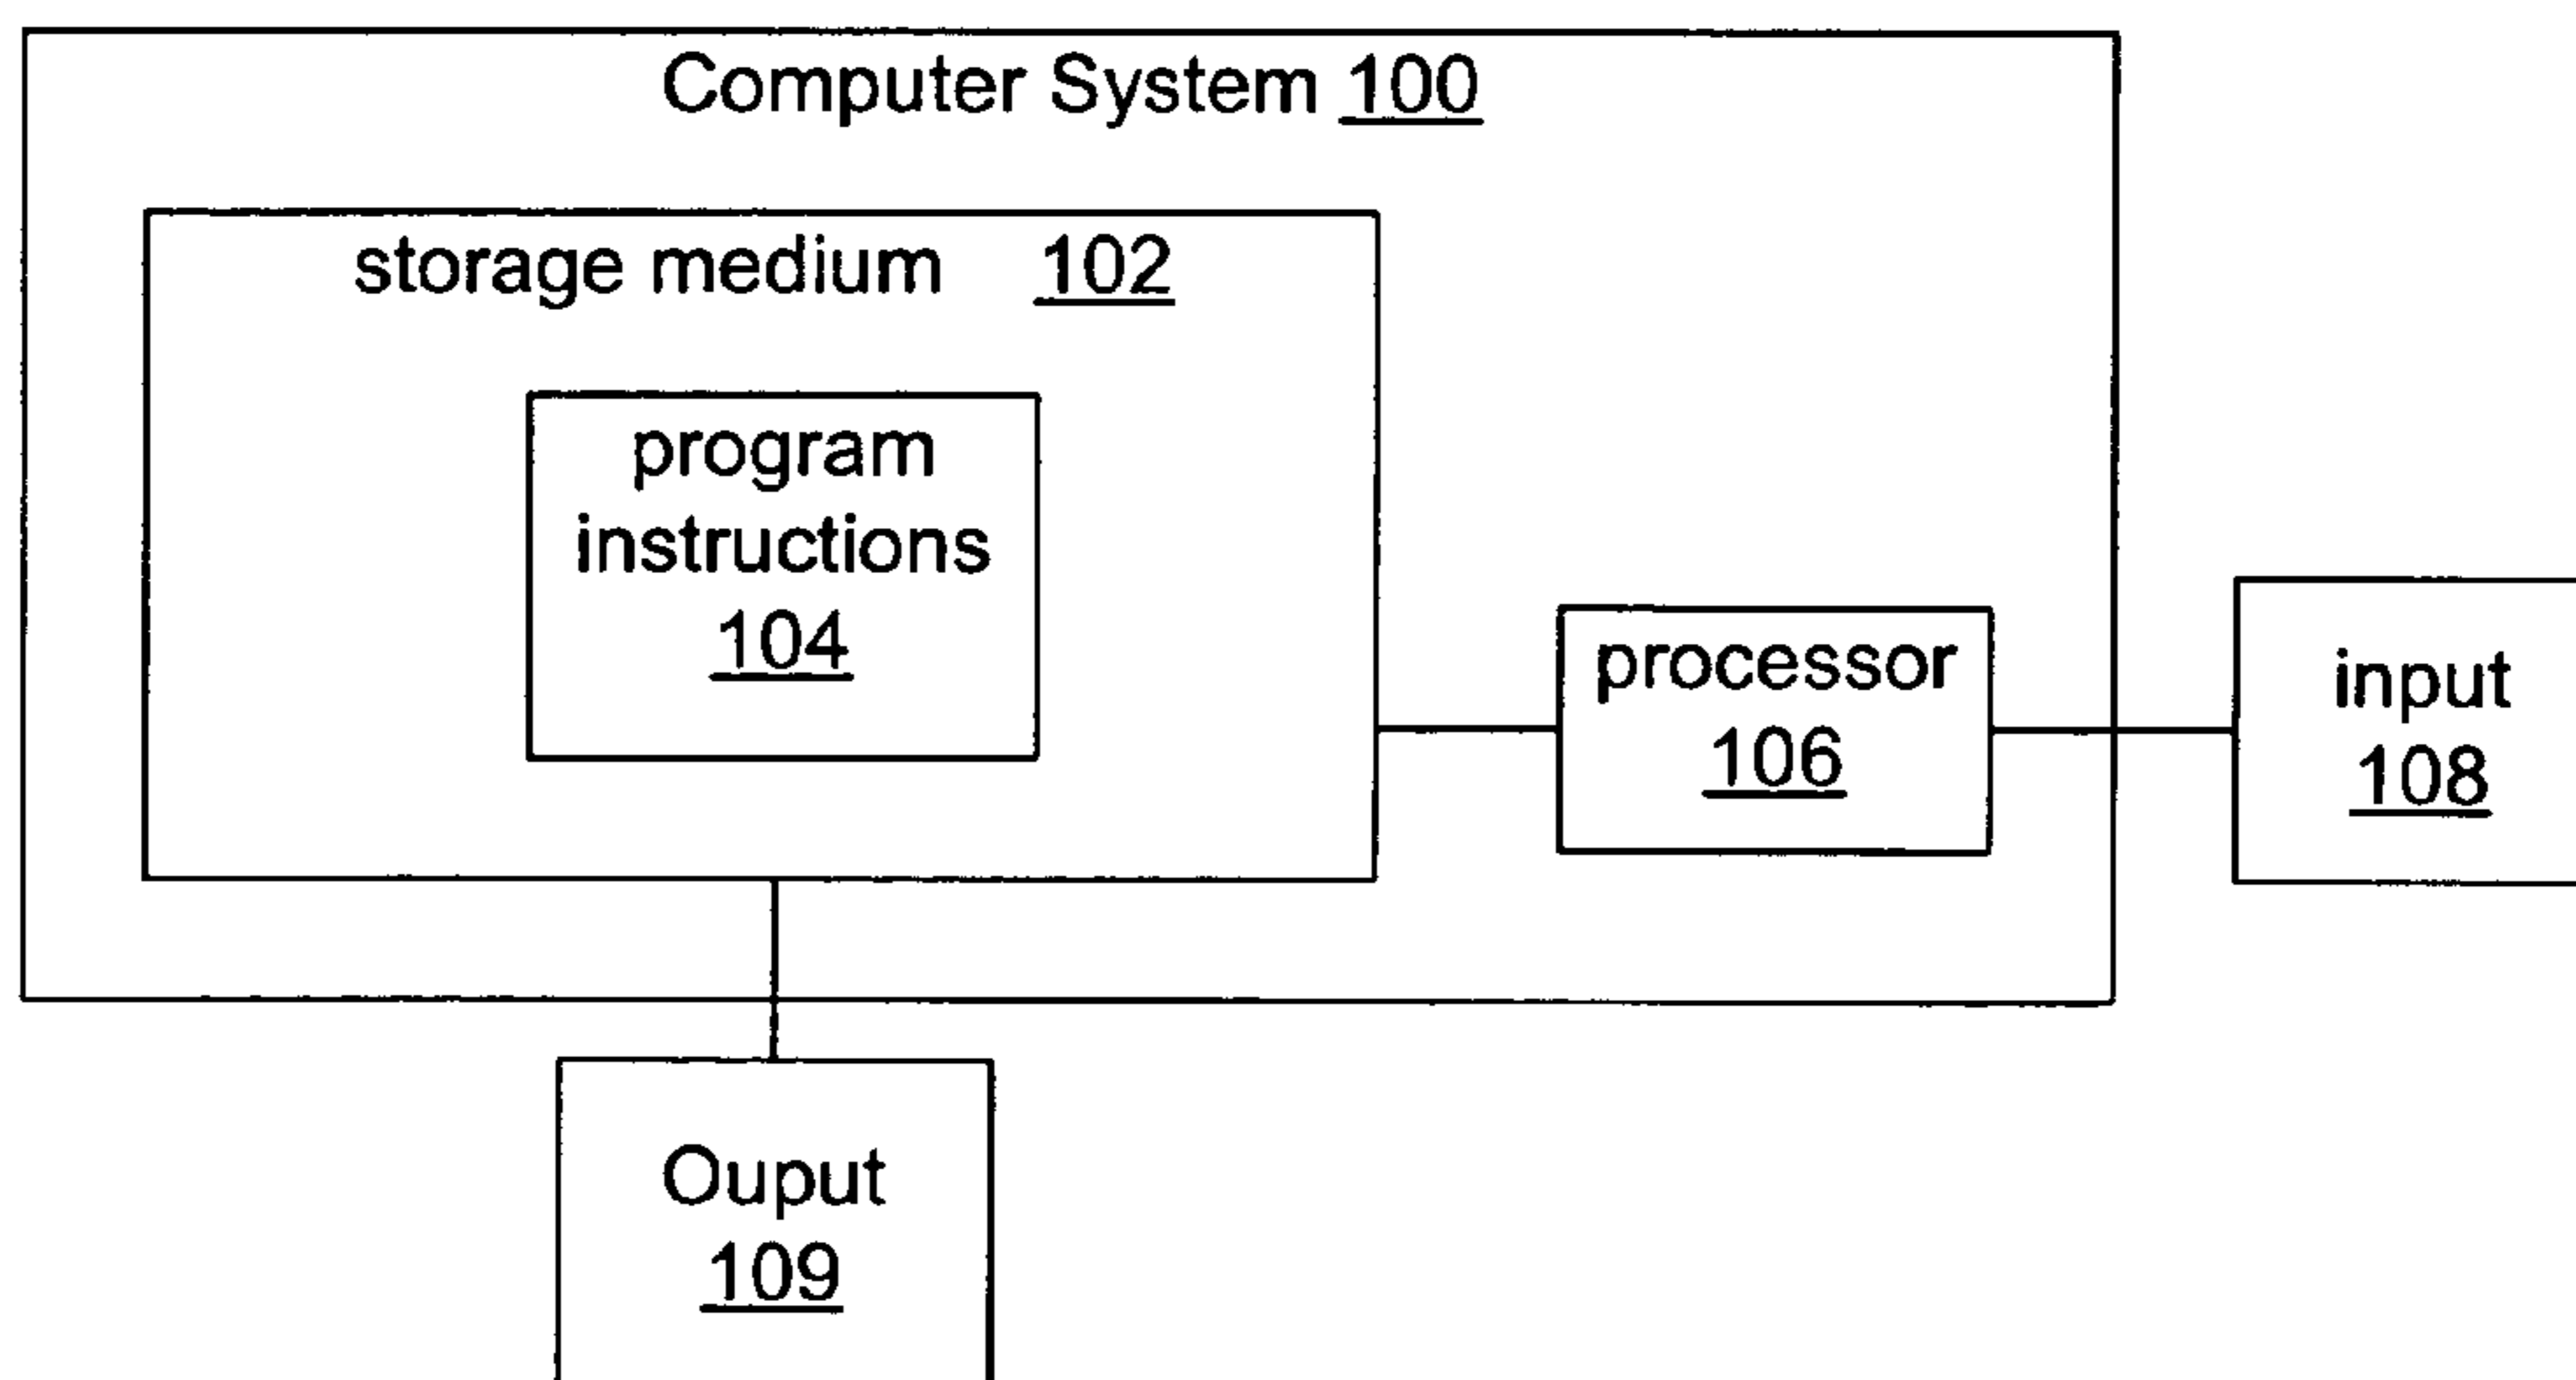 Computer System 100
storage medium 102
program
instructions
104
processor
106
input
108
Ouput
109